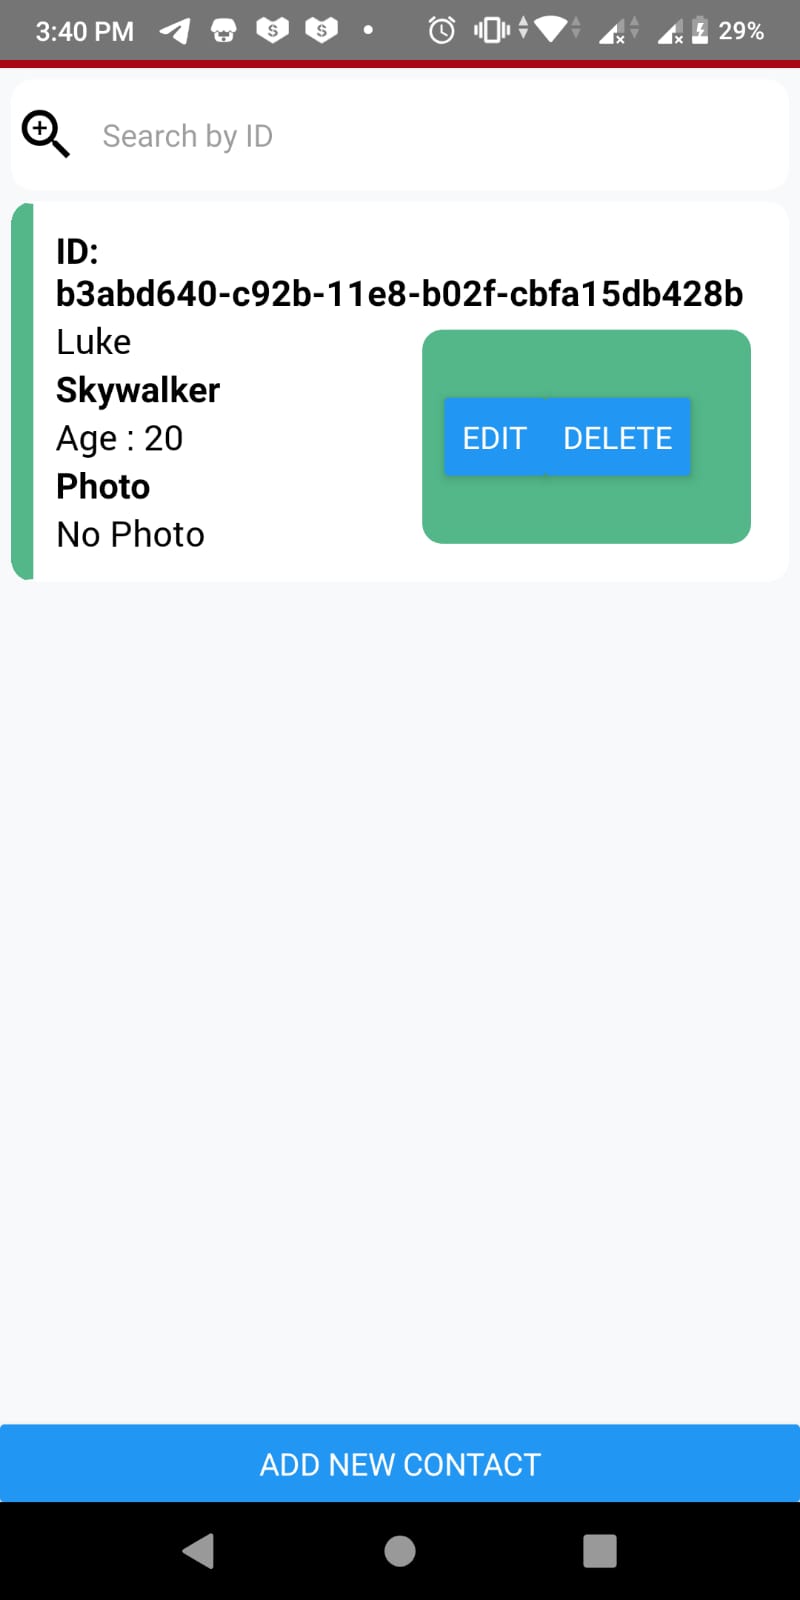 3:40 PM
29%
Search by ID
ID:
b3abd640-c92b-11e8-b02f-cbfa15db428b
Luke
Skywalker
Age : 20
Photo
No Photo
EDIT DELETE
ADD NEW CONTACT